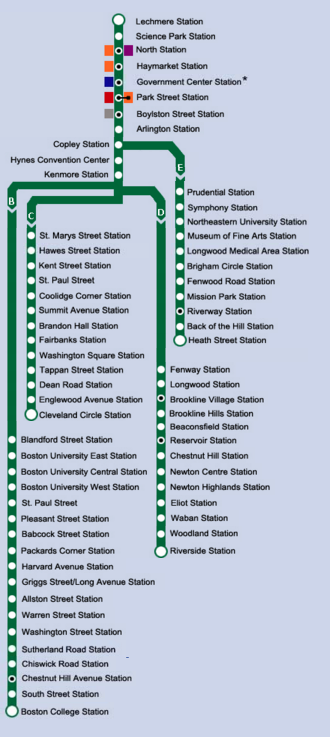 Lechmere Station
Science Park Station
North Station
Haymarket Station
Government Center Station*
Park Street Station
Boylston Street Station
Arlington Station
Copley Station
Hynes Convention Center
Kenmore Station
E
Prudential Station
Symphony Station
Northeastern University Station
Museum of Fine Arts Station
Longwood Medical Area Station
Brigham Circle Station
Fenwood Road Station
Mission Park Station
Riverway Station
Back of the Hill Station
Heath Street Station
B
C
D
St. Marys Street Station
Hawes Street Station
Kent Street Station
St. Paul Street
Coolidge Corner Station
Summit Avenue Station
Brandon Hall Station
Fairbanks Station
Washington Square Station
Tappan Street Station
Dean Road Station
Englewood Avenue Station
Cleveland Circle Station
Fenway Station
Longwood Station
Brookline Village Station
Brookline Hills Station
Beaconsfield Station
Reservoir Station
Chestnut Hill Station
Newton Centre Station
Newton Highlands Station
Eliot Station
Waban Station
Woodland Station
Riverside Station
Blandford Street Station
Boston University East Station
Boston University Central Station
Boston University West Station
St. Paul Street
Pleasant Street Station
Babcock Street Station
Packards Corner Station
Harvard Avenue Station
Griggs Street/Long Avenue Station
Allston Street Station
Warren Street Station
Washington Street Station
Sutherland Road Station
Chiswick Road Station
Chestnut Hill Avenue Station
South Street Station
Boston College Station